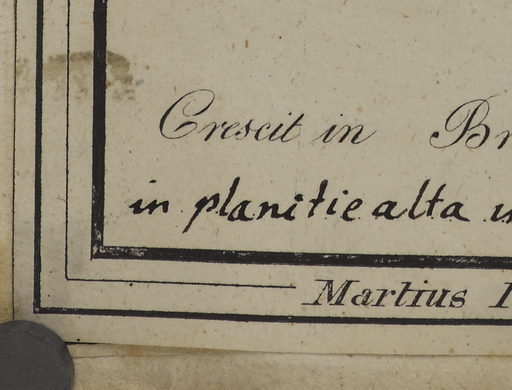 Crescit in
in planitie alta
Martius